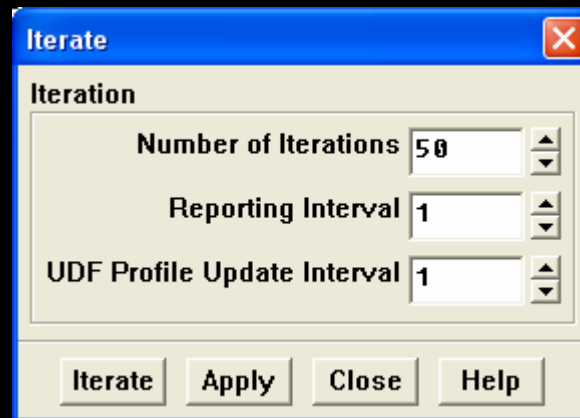 Iterate
Iteration
Number of Iterations 50
Reporting Interval 1
UDF Profile Update Interval 1
Iterate Apply Close Help